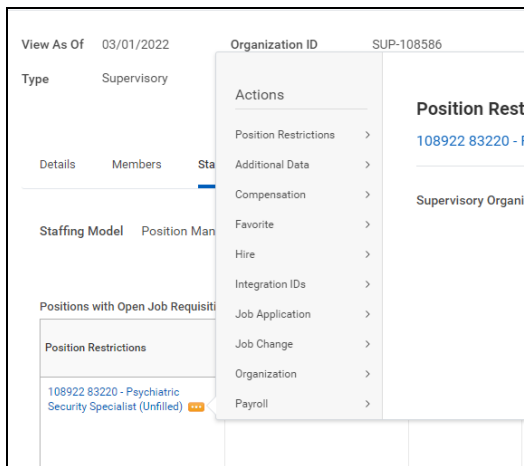 View As Of 03/01/2022 Organization ID SUP-108586
Type Supervisory
Actions
Position Restrictions
Additional Data
Compensation
Favorite
Hire
Integration IDs
Job Application
Job Change
Organization
Payroll
Position Rest
108922 83220 -
Supervisory Organi
Details Members Sta
Staffing Model Position Man
Positions with Open Job Requisiti
Position Restrictions
108922 83220 - Psychiatric
Security Specialist (Unfilled)